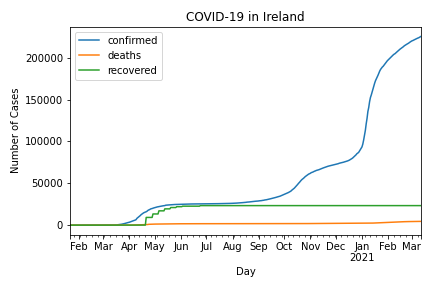 COVID-19 in Ireland
confirmed
deaths
recovered
Number of Cases
200000
150000
100000
50000
0
Feb Mar Apr May Jun Jul Aug Sep Oct Nov Dec Jan Feb Mar
2021
Day